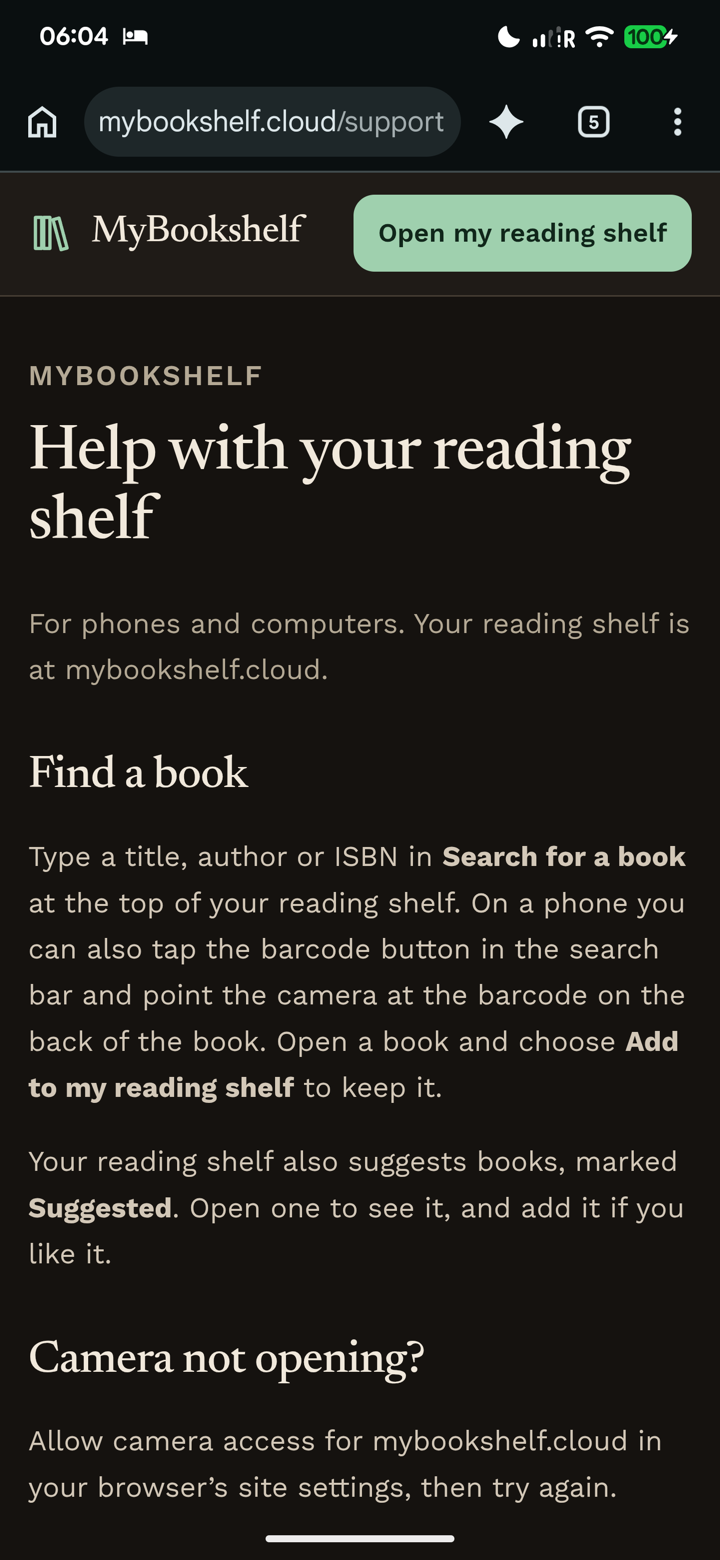 06:04
R
100
mybookshelf.cloud/support
5
MyBookshelf
Open my reading shelf
MYBOOKSHELF
Help with your reading
shelf
For phones and computers. Your reading shelf is
at mybookshelf.cloud.
Find a book
Type a title, author or ISBN in Search for a book
at the top of your reading shelf. On a phone you
can also tap the barcode button in the search
bar and point the camera at the barcode on the
back of the book. Open a book and choose Add
to my reading shelf to keep it.
Your reading shelf also suggests books, marked
Suggested. Open one to see it, and add it if you
like it.
Camera not opening?
Allow camera access for mybookshelf.cloud in
your browser’s site settings, then try again.